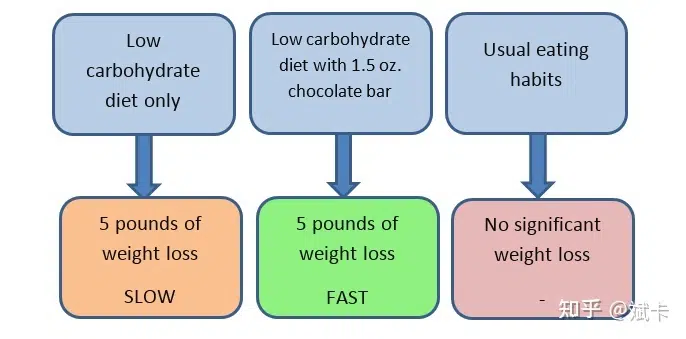 Low
carbohydrate
diet only
Low carbohydrate
diet with 1.5 oz.
chocolate bar
Usual eating
habits
5 pounds of
weight loss
SLOW
5 pounds of
weight loss
FAST
No significant
weight loss
-
知乎 @斌卡